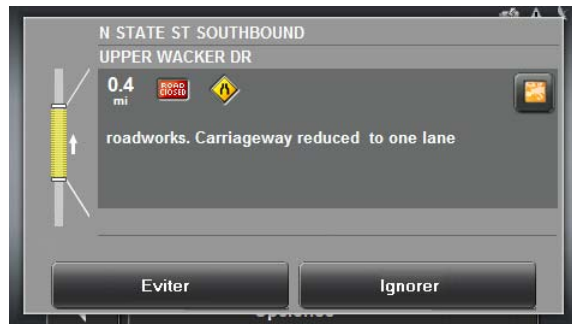 N STATE ST SOUTHBOUND
UPPER WACKER DR
0.4
mi
ROAD
CLOSED
roadworks. Carriageway reduced to one lane
Eviter
Ignorer